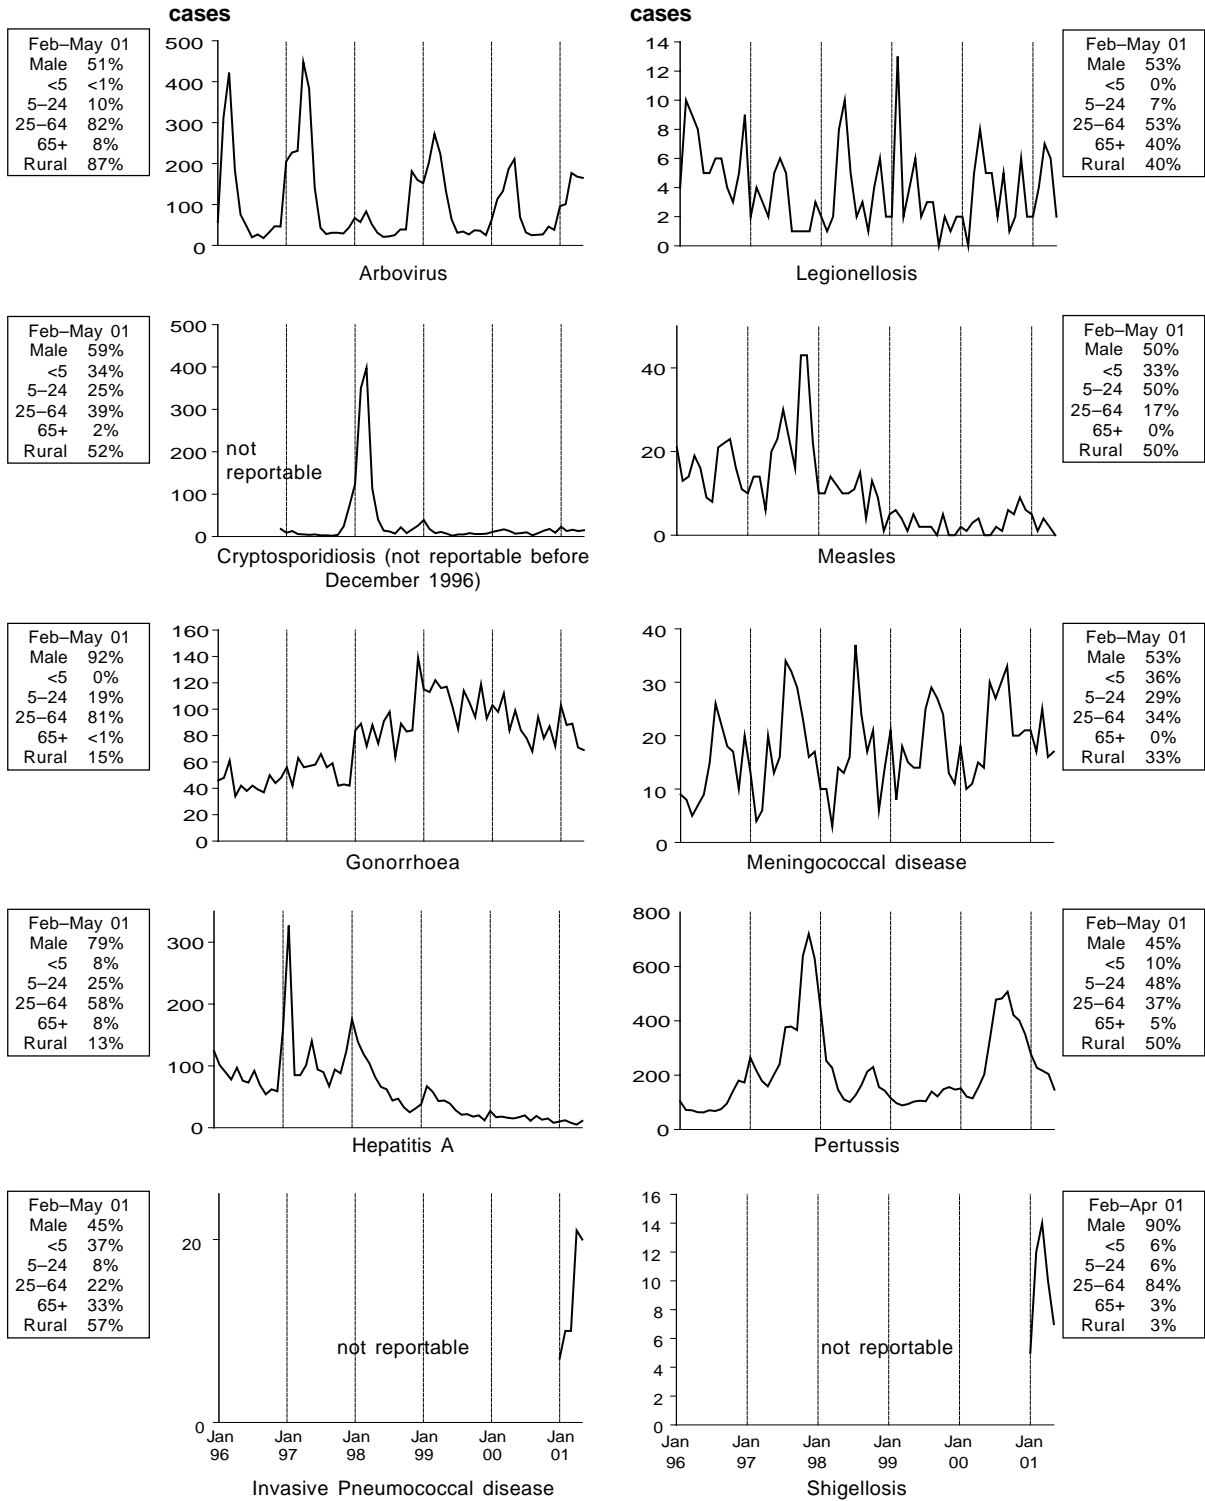 cases
Feb–May 01
Male 51%
<5 <1%
5–24 10%
25–64 82%
65+ 8%
Rural 87%
500
400
300
200
100
0
Arbovirus
cases
14
12
10
8
6
4
2
0
Legionellosis
Feb–May 01
Male 53%
<5 0%
5–24 7%
25–64 53%
65+ 40%
Rural 40%
Feb–May 01
Male 59%
<5 34%
5–24 25%
25–64 39%
65+ 2%
Rural 52%
500
400
300
200
100
0
not
reportable
Cryptosporidiosis (not reportable before
December 1996)
40
20
0
Measles
Feb–May 01
Male 50%
<5 33%
5–24 50%
25–64 17%
65+ 0%
Rural 50%
Feb–May 01
Male 92%
<5 0%
5–24 19%
25–64 81%
65+ <1%
Rural 15%
160
140
120
100
80
60
40
20
0
Gonorrhoea
40
30
20
10
0
Meningococcal disease
Feb–May 01
Male 53%
<5 36%
5–24 29%
25–64 34%
65+ 0%
Rural 33%
Feb–May 01
Male 79%
<5 8%
5–24 25%
25–64 58%
65+ 8%
Rural 13%
300
200
100
0
Hepatitis A
800
600
400
200
0
Pertussis
Feb–May 01
Male 45%
<5 10%
5–24 48%
25–64 37%
65+ 5%
Rural 50%
Feb–May 01
Male 45%
<5 37%
5–24 8%
25–64 22%
65+ 33%
Rural 57%
20
0
not reportable
Jan Jan Jan Jan Jan Jan
96 97 98 99 00 01
Invasive Pneumococcal disease
16
14
12
10
8
6
4
2
0
not reportable
Jan Jan Jan Jan Jan Jan
96 97 98 99 00 01
Shigellosis
Feb–Apr 01
Male 90%
<5 6%
5–24 6%
25–64 84%
65+ 3%
Rural 3%